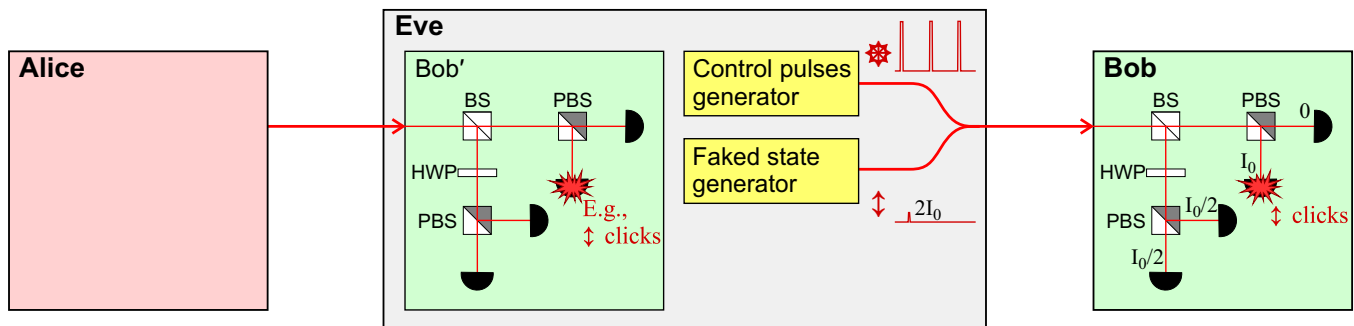 Alice
Eve
Bob′
BS
PBS
HWP
PBS
E.g.,
↕ clicks
Control pulses
generator
Faked state
generator
↕
2I₀
Bob
BS
PBS
0
HWP
I₀
PBS
I₀/2
↕ clicks
I₀/2